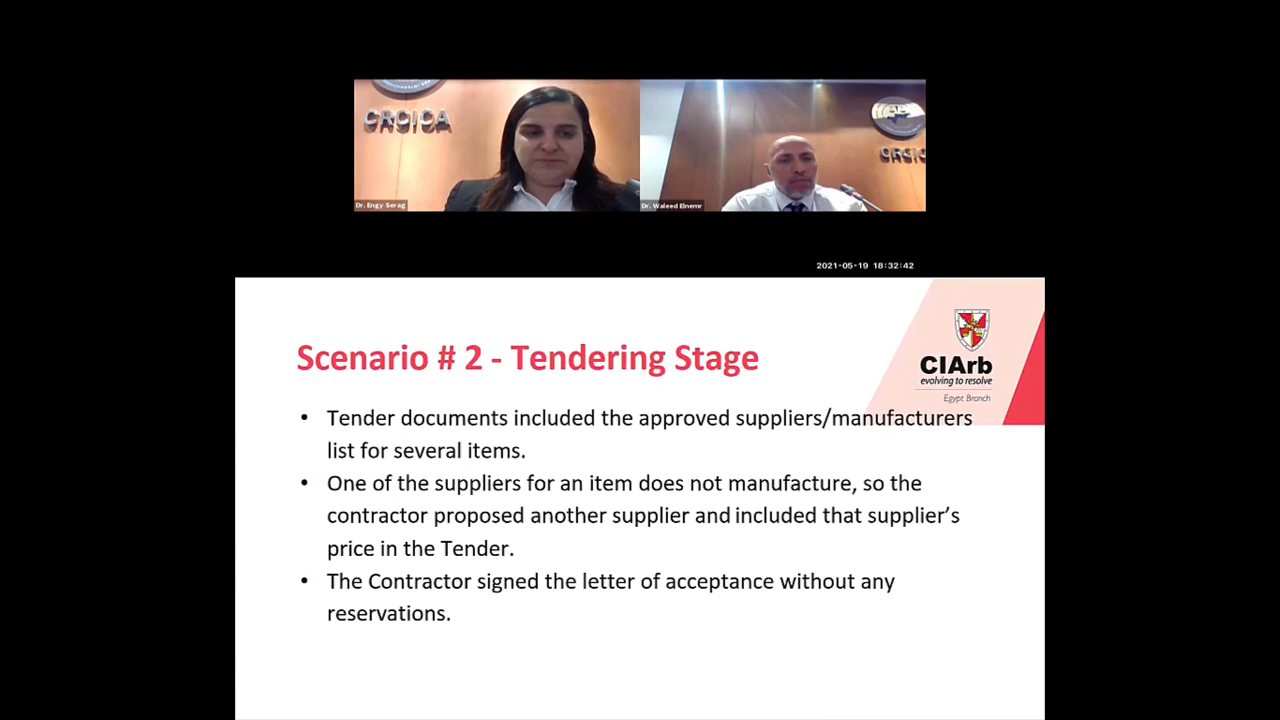 CRCICA
CRCIC
Dr. Engy Serag
Dr. Waleed Elnemr
2021-05-19 18:32:42
Scenario # 2 - Tendering Stage
CIArb
evolving to resolve
Egypt Branch
• Tender documents included the approved suppliers/manufacturers
list for several items.
• One of the suppliers for an item does not manufacture, so the
contractor proposed another supplier and included that supplier’s
price in the Tender.
• The Contractor signed the letter of acceptance without any
reservations.